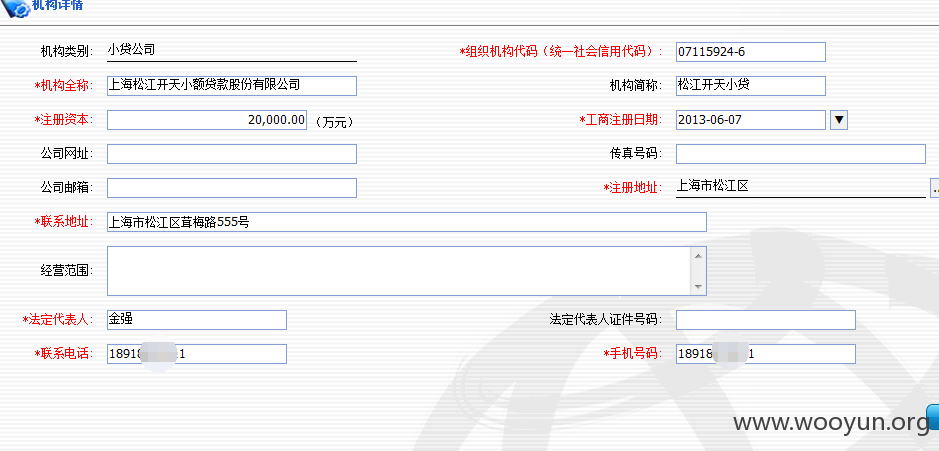 机构详情
机构类别: 小贷公司 *组织机构代码（统一社会信用代码）: 07115924-6
*机构全称: 上海松江开天小额贷款股份有限公司 机构简称: 松江开天小贷
*注册资本: 20,000.00 （万元） *工商注册日期: 2013-06-07
公司网址: 传真号码:
公司邮箱: *注册地址: 上海市松江区 ..
*联系地址: 上海市松江区茸梅路555号
经营范围:
*法定代表人: 金强 法定代表人证件号码:
*联系电话: 18918 1 *手机号码: 18918 1
www.wooyun.org